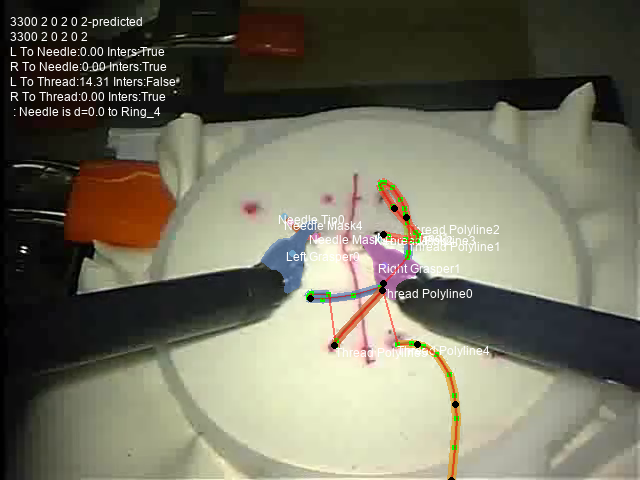 3300 2 0 2 0 2-predicted
3300 2 0 2 0 2
L To Needle:0.00 Inters:True
R To Needle:0.00 Inters:True
L To Thread:14.31 Inters:False
R To Thread:0.00 Inters:True
: Needle is d=0.0 to Ring_4
Needle Tip0
Needle Mask4
Needle Mask
Thread Polyline2
Thread Polyline1
Left Grasper0
Right Grasper1
Thread Polyline0
Thread Polyline
Thread Polyline4